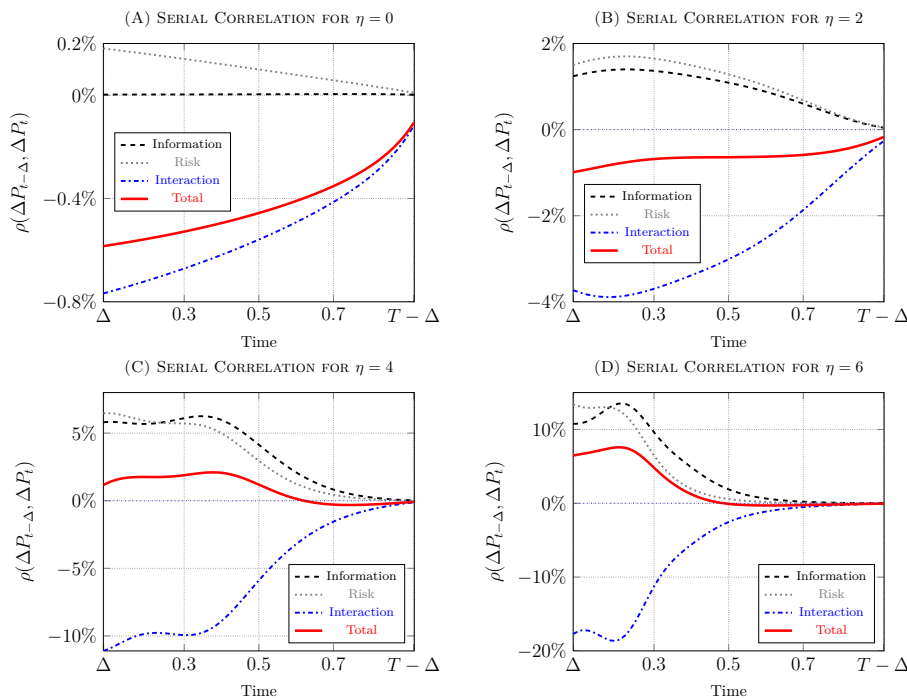 (A) Serial Correlation for η = 0
0.2%
0%
−0.4%
−0.8%
ρ(ΔP_{t−Δ}, ΔP_t)
Information
Risk
Interaction
Total
Δ
0.3
0.5
0.7
T − Δ
Time
(B) Serial Correlation for η = 2
2%
0%
−2%
−4%
ρ(ΔP_{t−Δ}, ΔP_t)
Information
Risk
Interaction
Total
Δ
0.3
0.5
0.7
T − Δ
Time
(C) Serial Correlation for η = 4
5%
0%
−5%
−10%
ρ(ΔP_{t−Δ}, ΔP_t)
Information
Risk
Interaction
Total
Δ
0.3
0.5
0.7
T − Δ
Time
(D) Serial Correlation for η = 6
10%
0%
−10%
−20%
ρ(ΔP_{t−Δ}, ΔP_t)
Information
Risk
Interaction
Total
Δ
0.3
0.5
0.7
T − Δ
Time